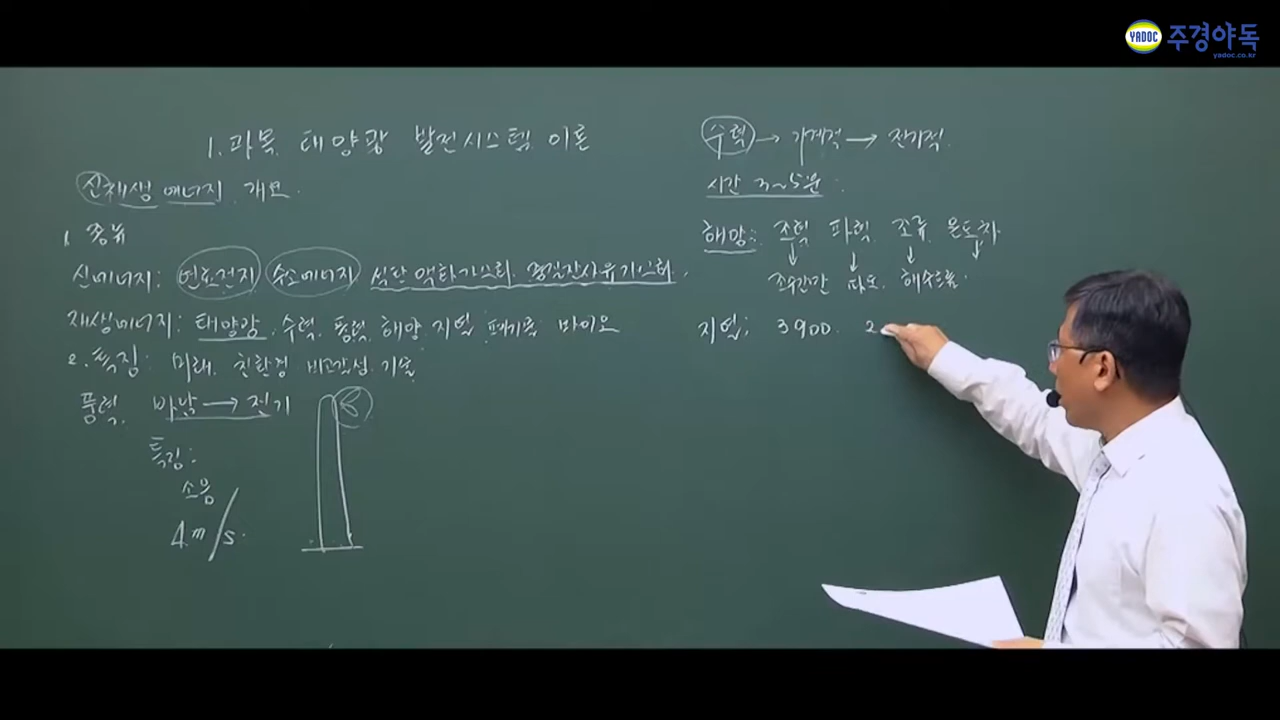 YADOC 주경야독
yadoc.co.kr
1. 과목 태양광 발전시스템 이론
신재생 에너지 개요.
1. 종류
신에너지: 연료전지 수소에너지 석탄 액화가스화. 중질잔사유가스화.
재생에너지: 태양광, 수력, 풍력, 해양, 지열, 폐기물 바이오
2. 특징: 미래. 친환경 비고갈성 기술.
풍력. 바람 → 전기
특징:
소음
4m/s.
수력 → 기계적 → 전기적.
시간 3~5분
해양: 조력 파력. 조류. 온도차
↓ ↓ ↓ ↓
조수간만 파도. 해수흐름.
지열; 3900. 2